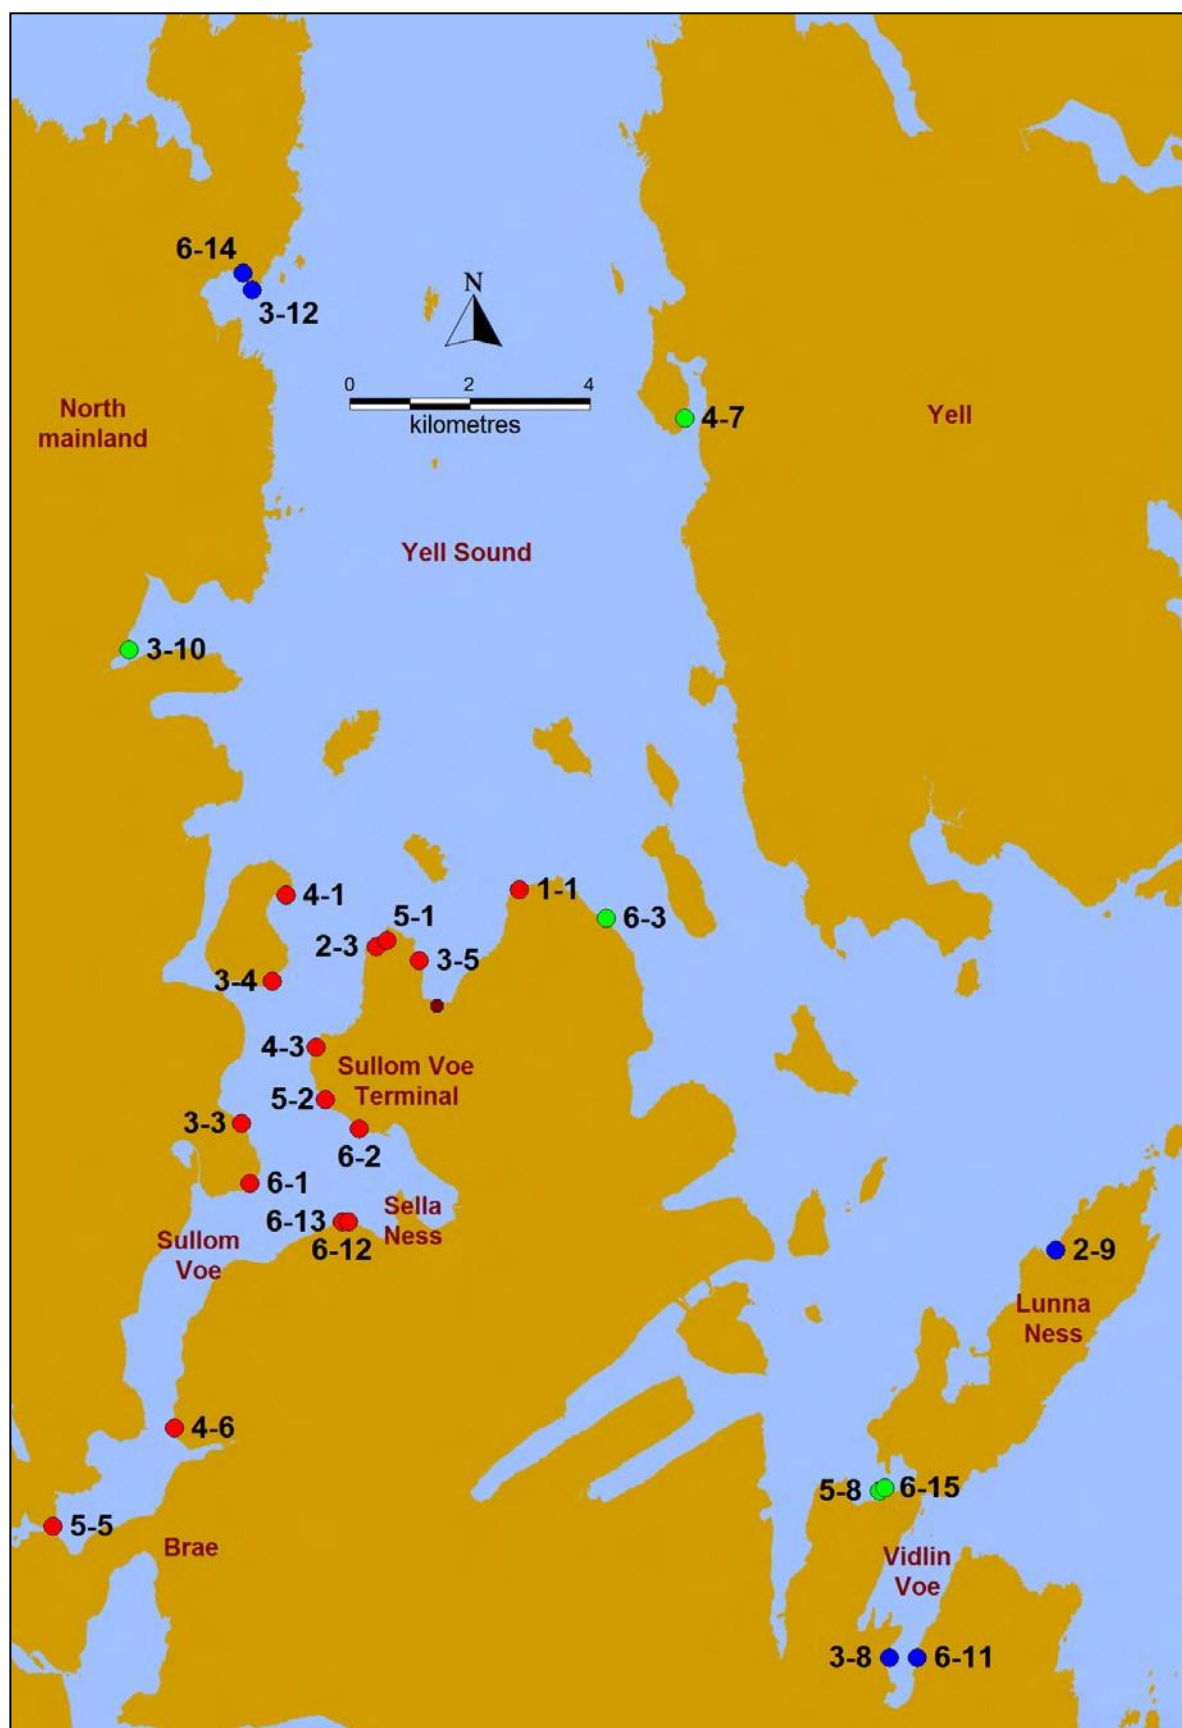 6-14
3-12
N
0 2 4
kilometres
North
mainland
4-7
Yell
Yell Sound
3-10
4-1
1-1
5-1
6-3
2-3
3-5
3-4
4-3
Sullom Voe
Terminal
5-2
3-3
6-2
6-1
Sella
Ness
6-13
6-12
Sullom
Voe
2-9
Lunna
Ness
4-6
5-8
6-15
5-5
Brae
Vidlin
Voe
3-8
6-11